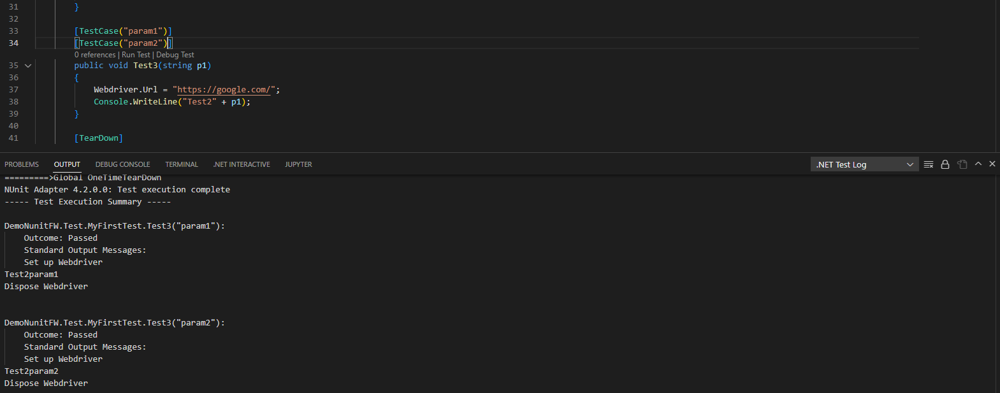 31 }
32
33 [TestCase("param1")]
34 [TestCase("param2")]
0 references | Run Test | Debug Test
35 public void Test3(string p1)
36 {
37 Webdriver.Url = "https://google.com/";
38 Console.WriteLine("Test2" + p1);
39 }
40
41 [TearDown]
PROBLEMS OUTPUT DEBUG CONSOLE TERMINAL .NET INTERACTIVE JUPYTER .NET Test Log
=========>Global OneTimeTearDown
NUnit Adapter 4.2.0.0: Test execution complete
----- Test Execution Summary -----
DemoNunitFW.Test.MyFirstTest.Test3("param1"):
Outcome: Passed
Standard Output Messages:
Set up Webdriver
Test2param1
Dispose Webdriver
DemoNunitFW.Test.MyFirstTest.Test3("param2"):
Outcome: Passed
Standard Output Messages:
Set up Webdriver
Test2param2
Dispose Webdriver